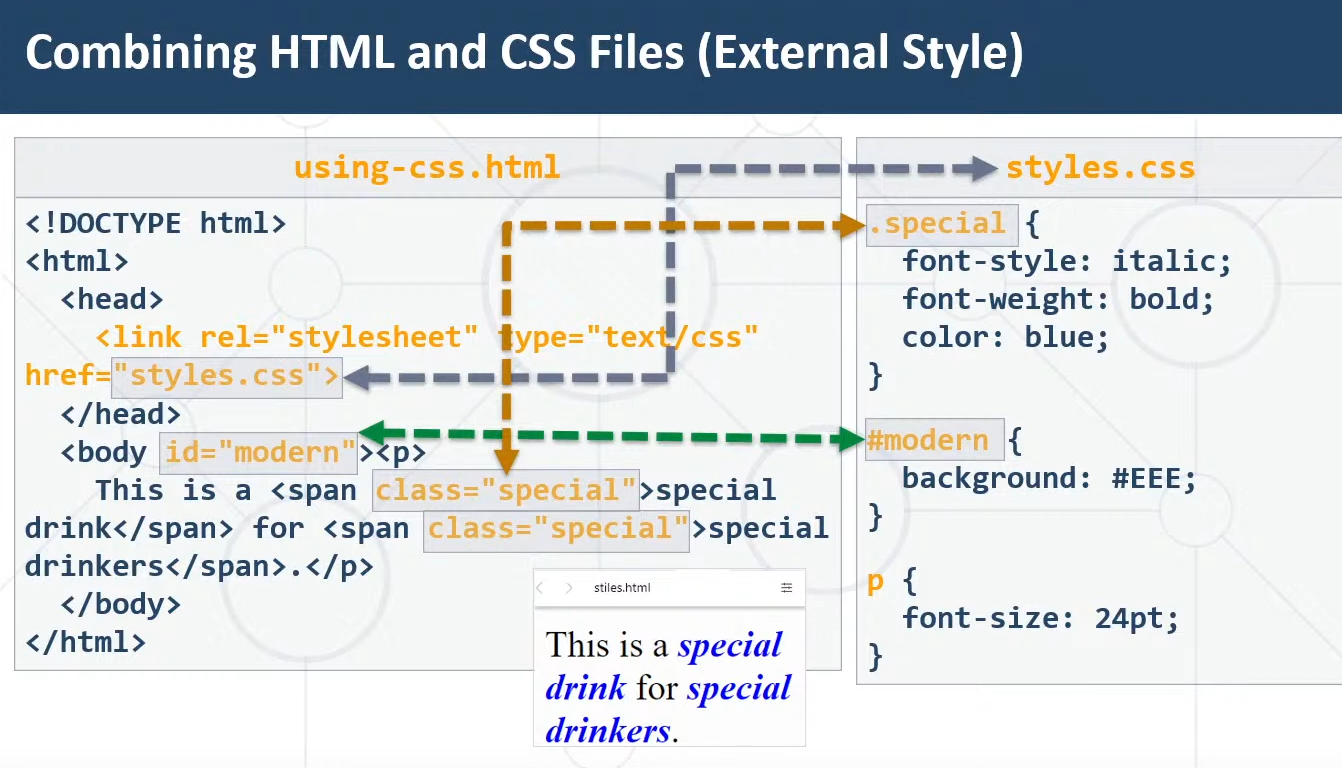 Combining HTML and CSS Files (External Style)
using-css.html
<!DOCTYPE html>
<html>
  <head>
    <link rel="stylesheet" type="text/css"
href="styles.css">
  </head>
  <body id="modern"><p>
    This is a <span class="special">special
drink</span> for <span class="special">special
drinkers</span>.</p>
  </body>
</html>
stiles.html
This is a special
drink for special
drinkers.
styles.css
.special {
  font-style: italic;
  font-weight: bold;
  color: blue;
}
#modern {
  background: #EEE;
}
p {
  font-size: 24pt;
}